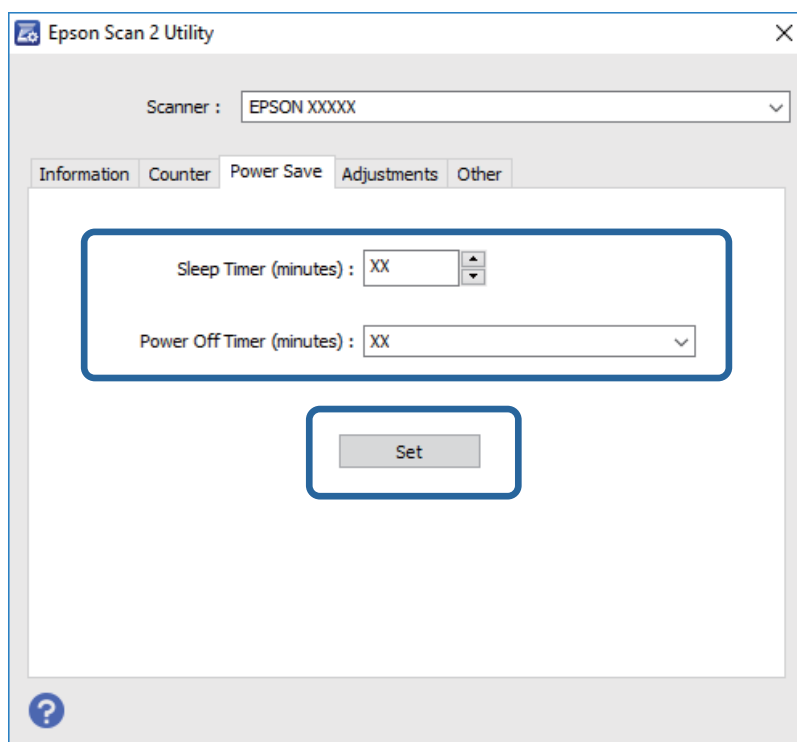 Epson Scan 2 Utility
Scanner : EPSON XXXXX
Information Counter Power Save Adjustments Other
Sleep Timer (minutes) : XX
Power Off Timer (minutes) : XX
Set
?